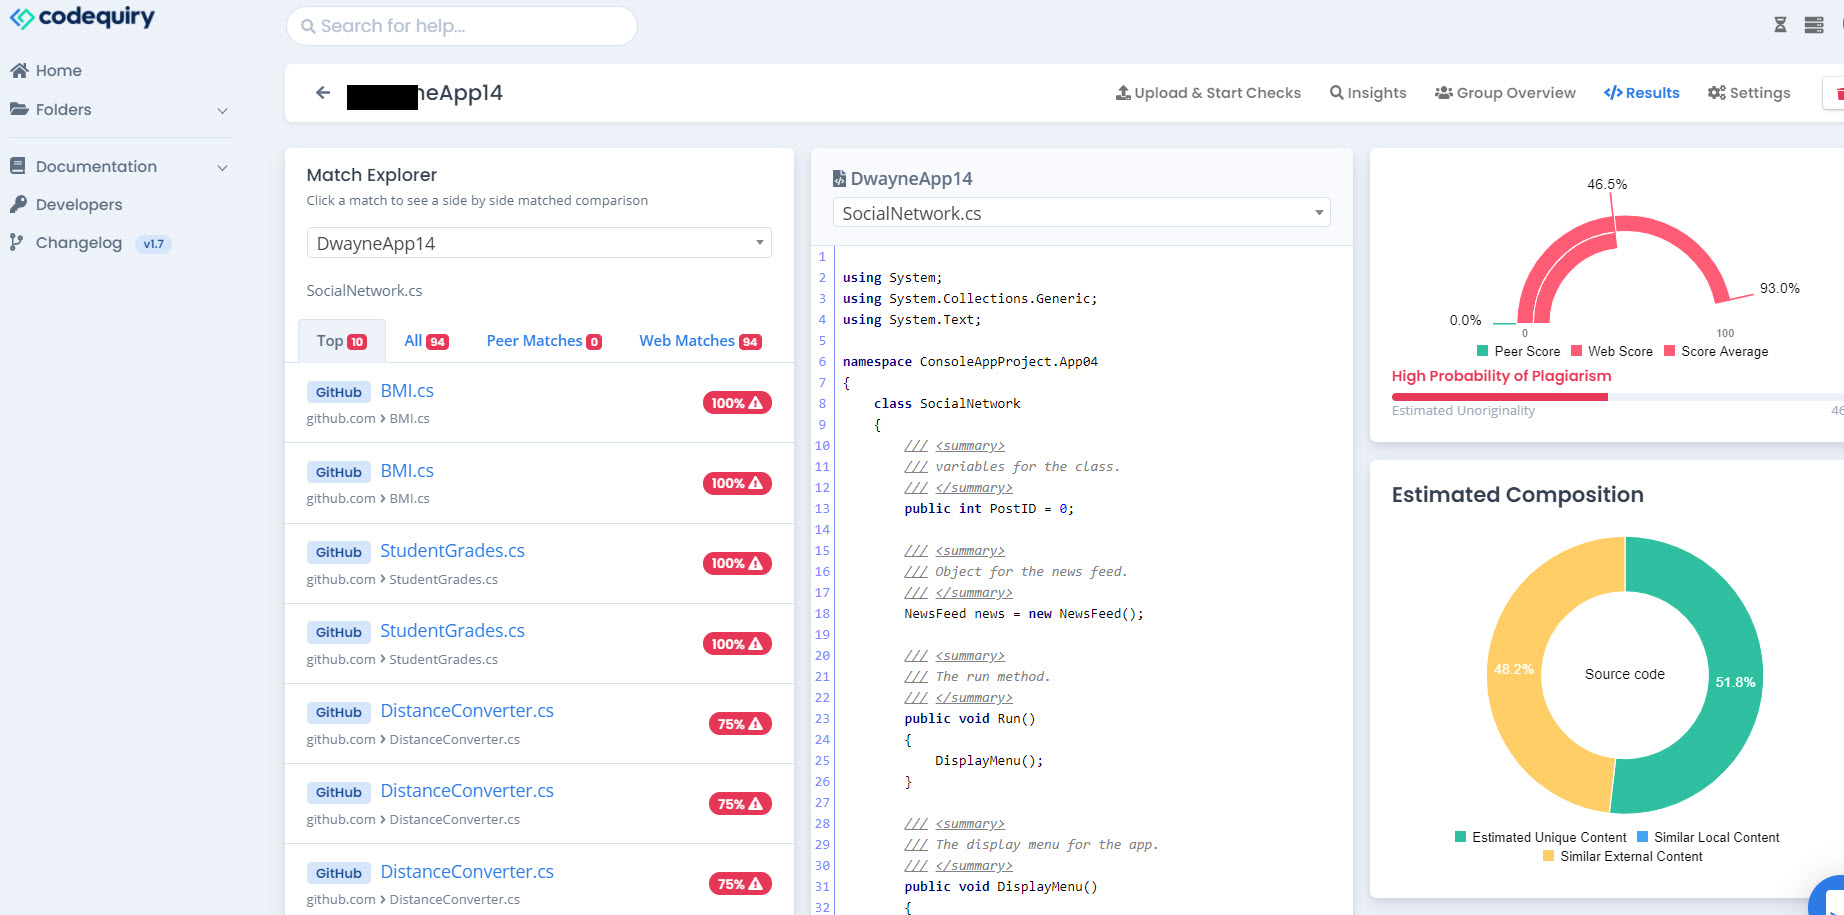 codequiry
Search for help...
Home
Folders
Documentation
Developers
Changelog v1.7
neApp14
Upload & Start Checks
Insights
Group Overview
Results
Settings
Match Explorer
Click a match to see a side by side matched comparison
DwayneApp14
SocialNetwork.cs
Top 10
All 94
Peer Matches 0
Web Matches 94
GitHub BMI.cs
github.com > BMI.cs
100%
GitHub BMI.cs
github.com > BMI.cs
100%
GitHub StudentGrades.cs
github.com > StudentGrades.cs
100%
GitHub StudentGrades.cs
github.com > StudentGrades.cs
100%
GitHub DistanceConverter.cs
github.com > DistanceConverter.cs
75%
GitHub DistanceConverter.cs
github.com > DistanceConverter.cs
75%
GitHub DistanceConverter.cs
github.com > DistanceConverter.cs
75%
DwayneApp14
SocialNetwork.cs
1
2 using System;
3 using System.Collections.Generic;
4 using System.Text;
5
6 namespace ConsoleAppProject.App04
7 {
8 class SocialNetwork
9 {
10 /// <summary>
11 /// variables for the class.
12 /// </summary>
13 public int PostID = 0;
14
15 /// <summary>
16 /// Object for the news feed.
17 /// </summary>
18 NewsFeed news = new NewsFeed();
19
20 /// <summary>
21 /// The run method.
22 /// </summary>
23 public void Run()
24 {
25 DisplayMenu();
26 }
27
28 /// <summary>
29 /// The display menu for the app.
30 /// </summary>
31 public void DisplayMenu()
32 {
46.5%
93.0%
0.0%
0
100
Peer Score Web Score Score Average
High Probability of Plagiarism
Estimated Unoriginality
46
Estimated Composition
48.2%
Source code
51.8%
Estimated Unique Content Similar Local Content
Similar External Content